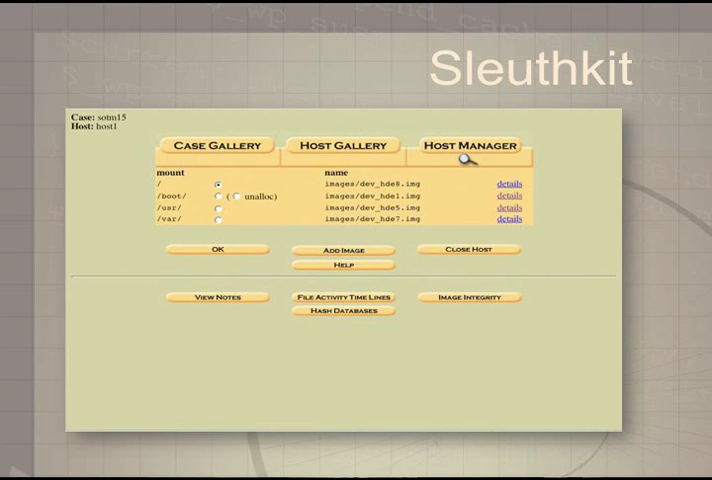 Sleuthkit
Case: sotm15
Host: host1
CASE GALLERY HOST GALLERY HOST MANAGER
mount name
/ images/dev_hde8.img details
/boot/ ( unalloc) images/dev_hde1.img details
/usr/ images/dev_hde5.img details
/var/ images/dev_hde7.img details
OK ADD IMAGE CLOSE HOST
HELP
VIEW NOTES FILE ACTIVITY TIME LINES IMAGE INTEGRITY
HASH DATABASES